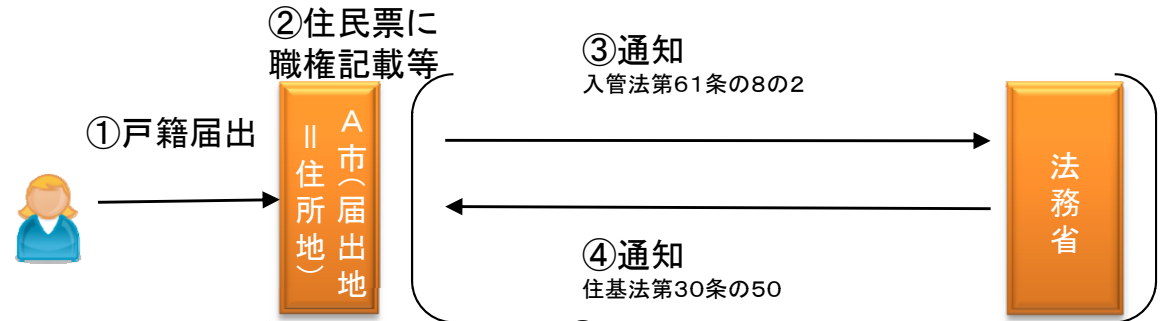 ②住民票に
職権記載等
③通知
入管法第61条の8の2
①戸籍届出
A市(届出地
=住所地)
法務省
④通知
住基法第30条の50